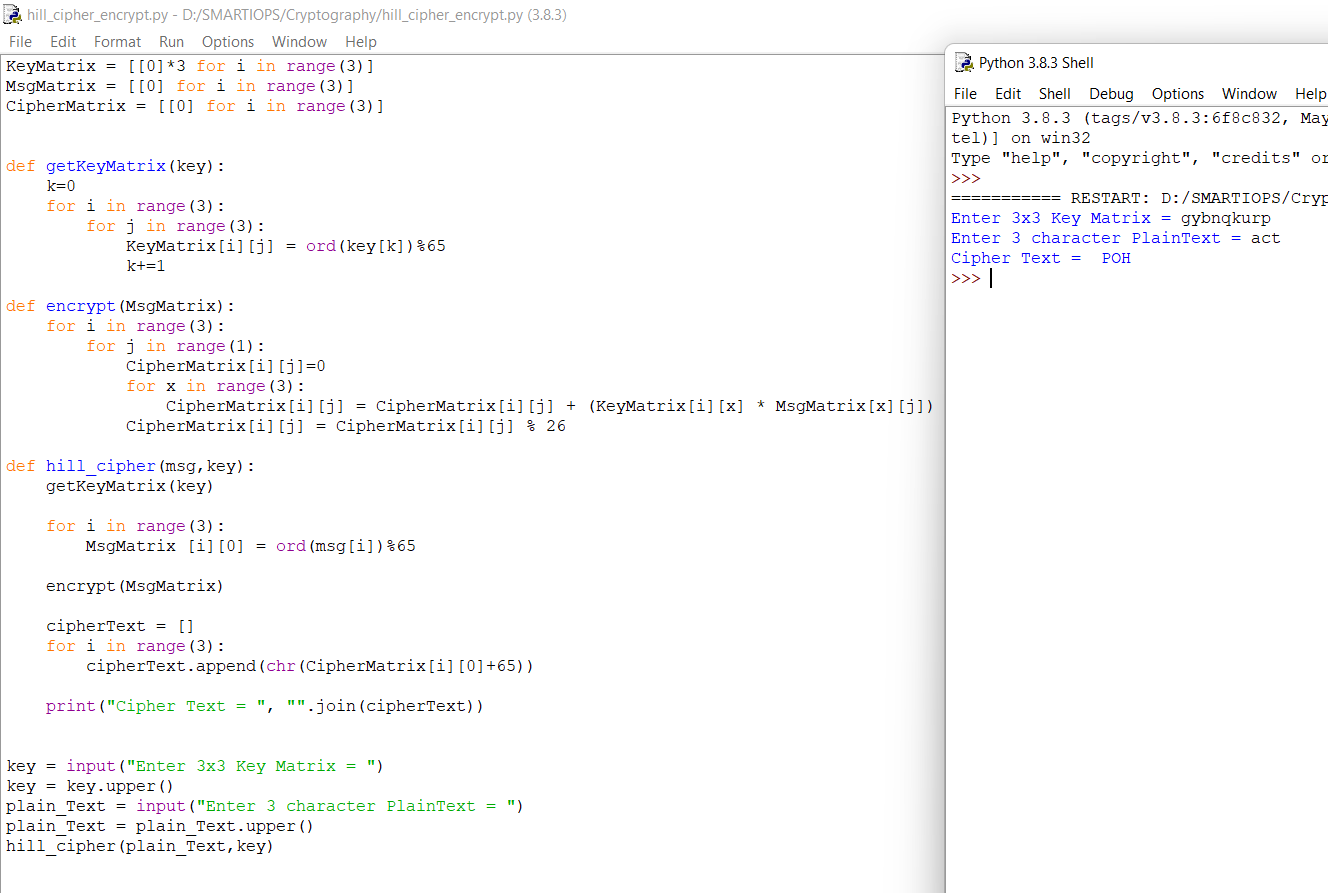 hill_cipher_encrypt.py - D:/SMARTIOPS/Cryptography/hill_cipher_encrypt.py (3.8.3)
File Edit Format Run Options Window Help
KeyMatrix = [[0]*3 for i in range(3)]
MsgMatrix = [[0] for i in range(3)]
CipherMatrix = [[0] for i in range(3)]
def getKeyMatrix(key):
    k=0
    for i in range(3):
        for j in range(3):
            KeyMatrix[i][j] = ord(key[k])%65
            k+=1
def encrypt(MsgMatrix):
    for i in range(3):
        for j in range(1):
            CipherMatrix[i][j]=0
            for x in range(3):
                CipherMatrix[i][j] = CipherMatrix[i][j] + (KeyMatrix[i][x] * MsgMatrix[x][j])
            CipherMatrix[i][j] = CipherMatrix[i][j] % 26
def hill_cipher(msg,key):
    getKeyMatrix(key)
    for i in range(3):
        MsgMatrix [i][0] = ord(msg[i])%65
    encrypt(MsgMatrix)
    cipherText = []
    for i in range(3):
        cipherText.append(chr(CipherMatrix[i][0]+65))
    print("Cipher Text = ", "".join(cipherText))
key = input("Enter 3x3 Key Matrix = ")
key = key.upper()
plain_Text = input("Enter 3 character PlainText = ")
plain_Text = plain_Text.upper()
hill_cipher(plain_Text,key)
Python 3.8.3 Shell
File Edit Shell Debug Options Window Help
Python 3.8.3 (tags/v3.8.3:6f8c832, May
tel)] on win32
Type "help", "copyright", "credits" or
>>>
=========== RESTART: D:/SMARTIOPS/Cryp
Enter 3x3 Key Matrix = gybnqkurp
Enter 3 character PlainText = act
Cipher Text =  POH
>>>